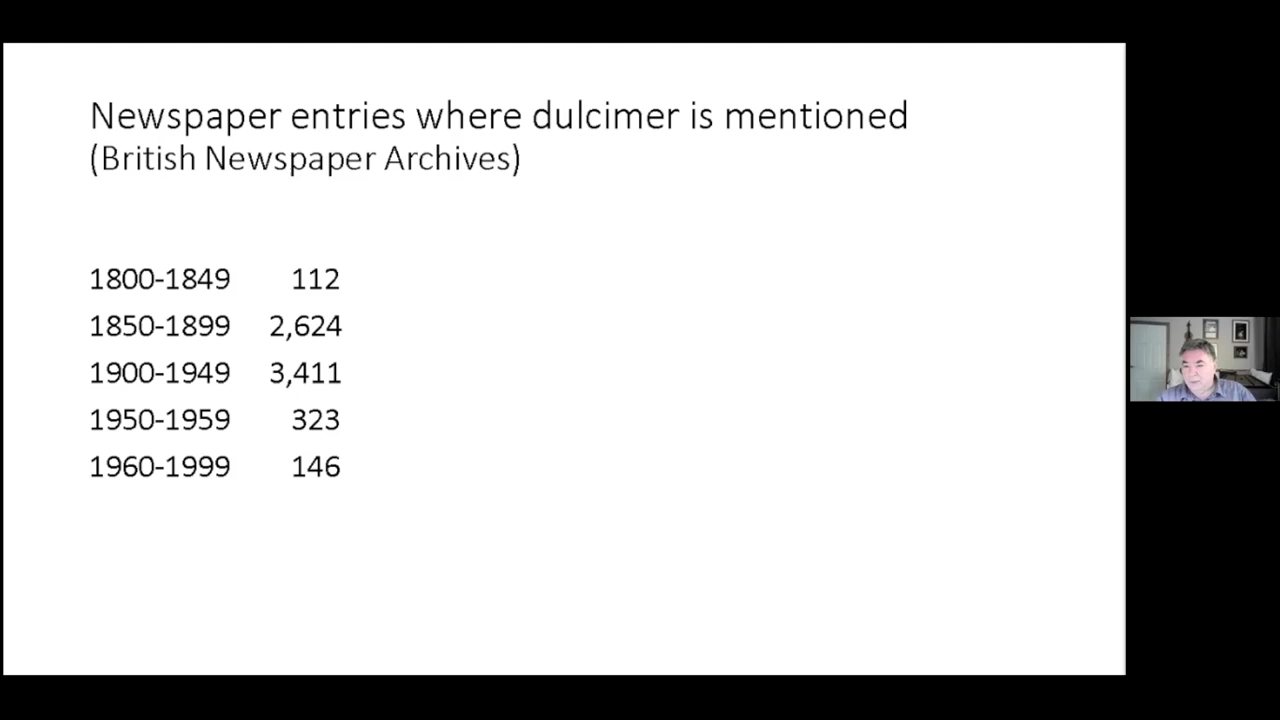 Newspaper entries where dulcimer is mentioned
(British Newspaper Archives)
1800-1849 112
1850-1899 2,624
1900-1949 3,411
1950-1959 323
1960-1999 146